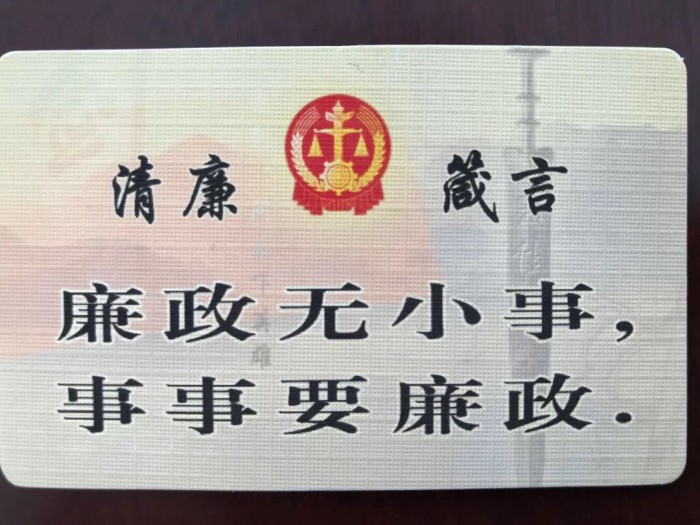 清廉 箴言
廉政无小事,
事事要廉政.